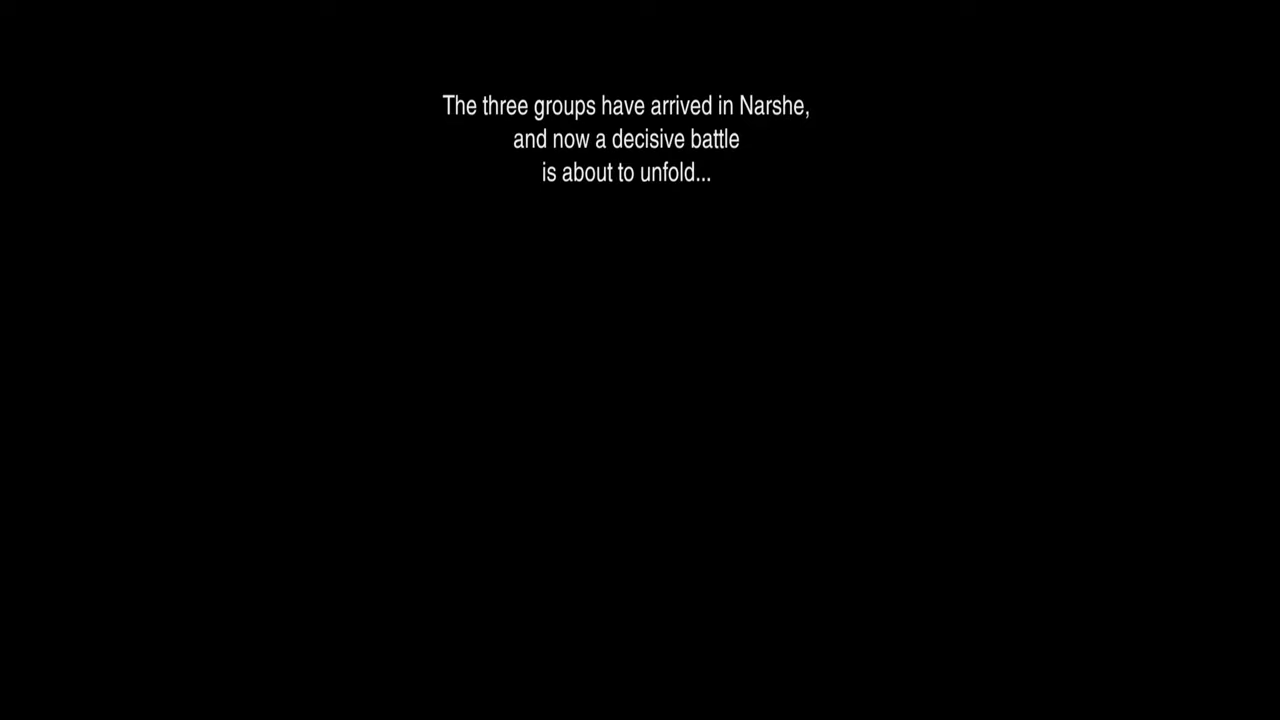 The three groups have arrived in Narshe,
and now a decisive battle
is about to unfold...